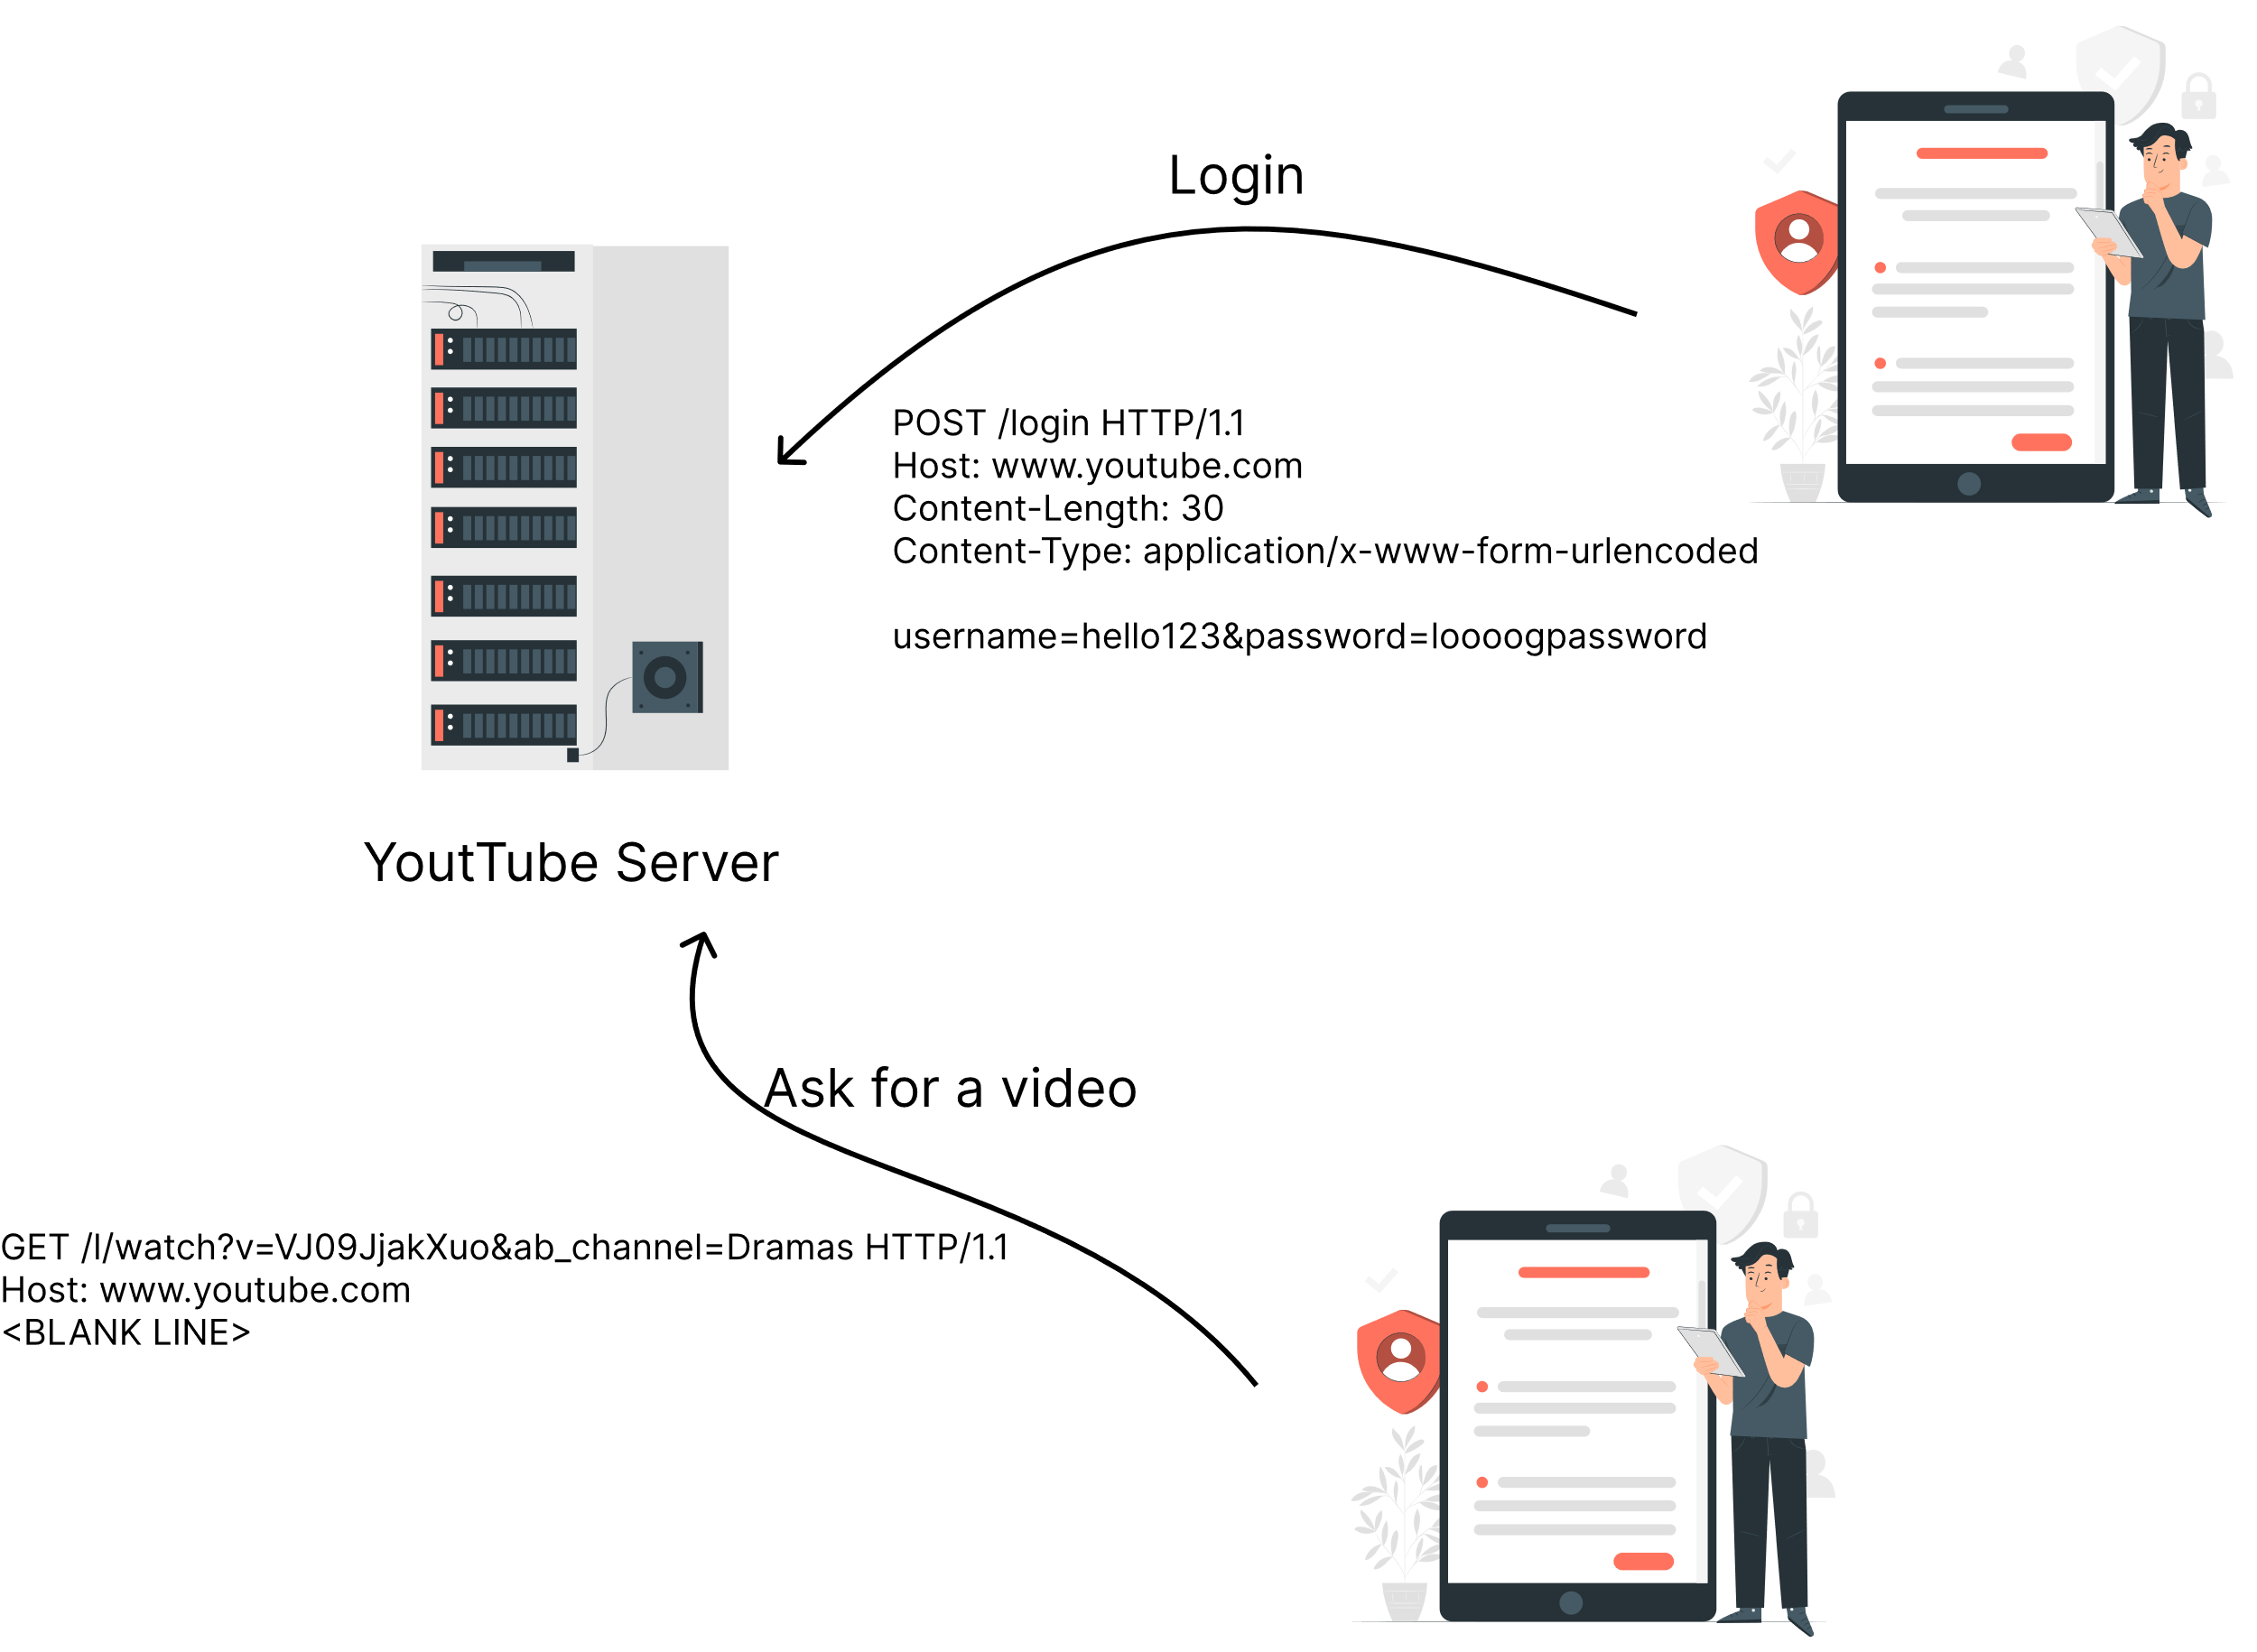 Login
POST /login HTTP/1.1
Host: www.youtube.com
Content-Length: 30
Content-Type: application/x-www-form-urlencoded
username=hello123&password=loooogpassword
YoutTube Server
Ask for a video
GET /l/watch?v=VJ09JjakXuo&ab_channel=Dramas HTTP/1.1
Host: www.youtube.com
<BLANK LINE>